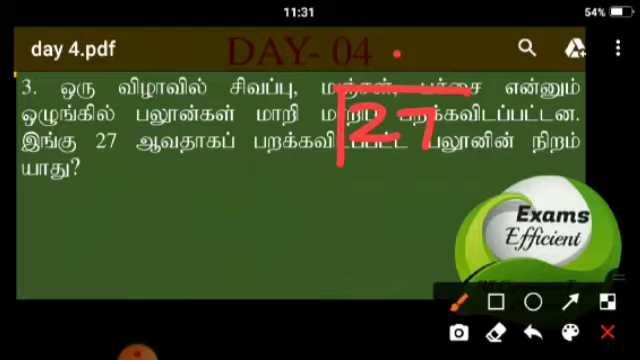 11:31
54%
day 4.pdf
DAY- 04
3. ஒரு விழாவில் சிவப்பு, மஞ்சள், பச்சை என்னும்
ஒழுங்கில் பலூன்கள் மாறி மாறிப் பறக்கவிடப்பட்டன.
இங்கு 27 ஆவதாகப் பறக்கவிடப்பட்ட பலூனின் நிறம்
யாது?
27
Exams
Efficient